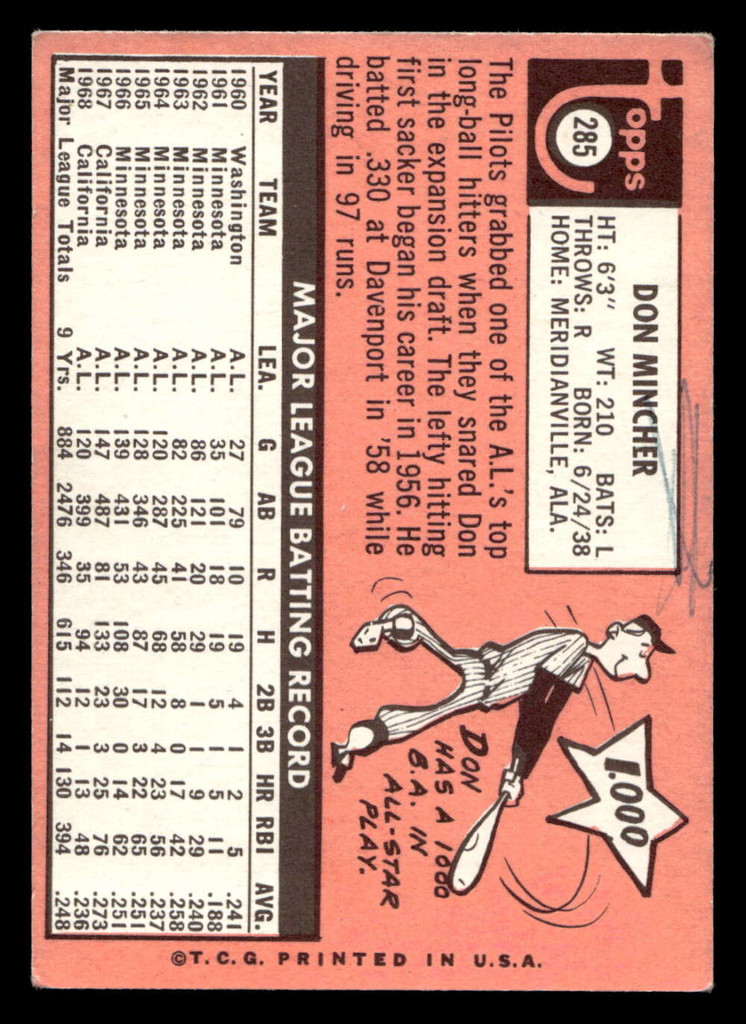 Topps
285
DON MINCHER
HT: 6'3" WT: 210 BATS: L
THROWS: R BORN: 6/24/38
HOME: MERIDIANVILLE, ALA.
The Pilots grabbed one of the A.L.'s top
long-ball hitters when they snared Don
in the expansion draft. The lefty hitting
first sacker began his career in 1956. He
batted .330 at Davenport in '58 while
driving in 97 runs.
1.000
DON
HAS A 1000
B.A. IN
ALL-STAR
PLAY.
MAJOR LEAGUE BATTING RECORD
YEAR TEAM LEA. G AB R H 2B 3B HR RBI AVG.
1960 Washington A.L. 27 79 10 19 4 1 2 5 .241
1961 Minnesota A.L. 35 101 18 19 5 1 5 11 .188
1962 Minnesota A.L. 86 121 20 29 1 1 9 29 .240
1963 Minnesota A.L. 82 225 41 58 8 0 17 42 .258
1964 Minnesota A.L. 120 287 45 68 12 4 23 56 .237
1965 Minnesota A.L. 128 346 43 87 17 3 22 65 .251
1966 Minnesota A.L. 139 431 53 108 30 0 14 62 .251
1967 California A.L. 147 487 81 133 23 3 25 76 .273
1968 California A.L. 120 399 35 94 12 1 13 48 .236
Major League Totals 9 Yrs. 884 2476 346 615 112 14 130 394 .248
©T.C.G. PRINTED IN U.S.A.